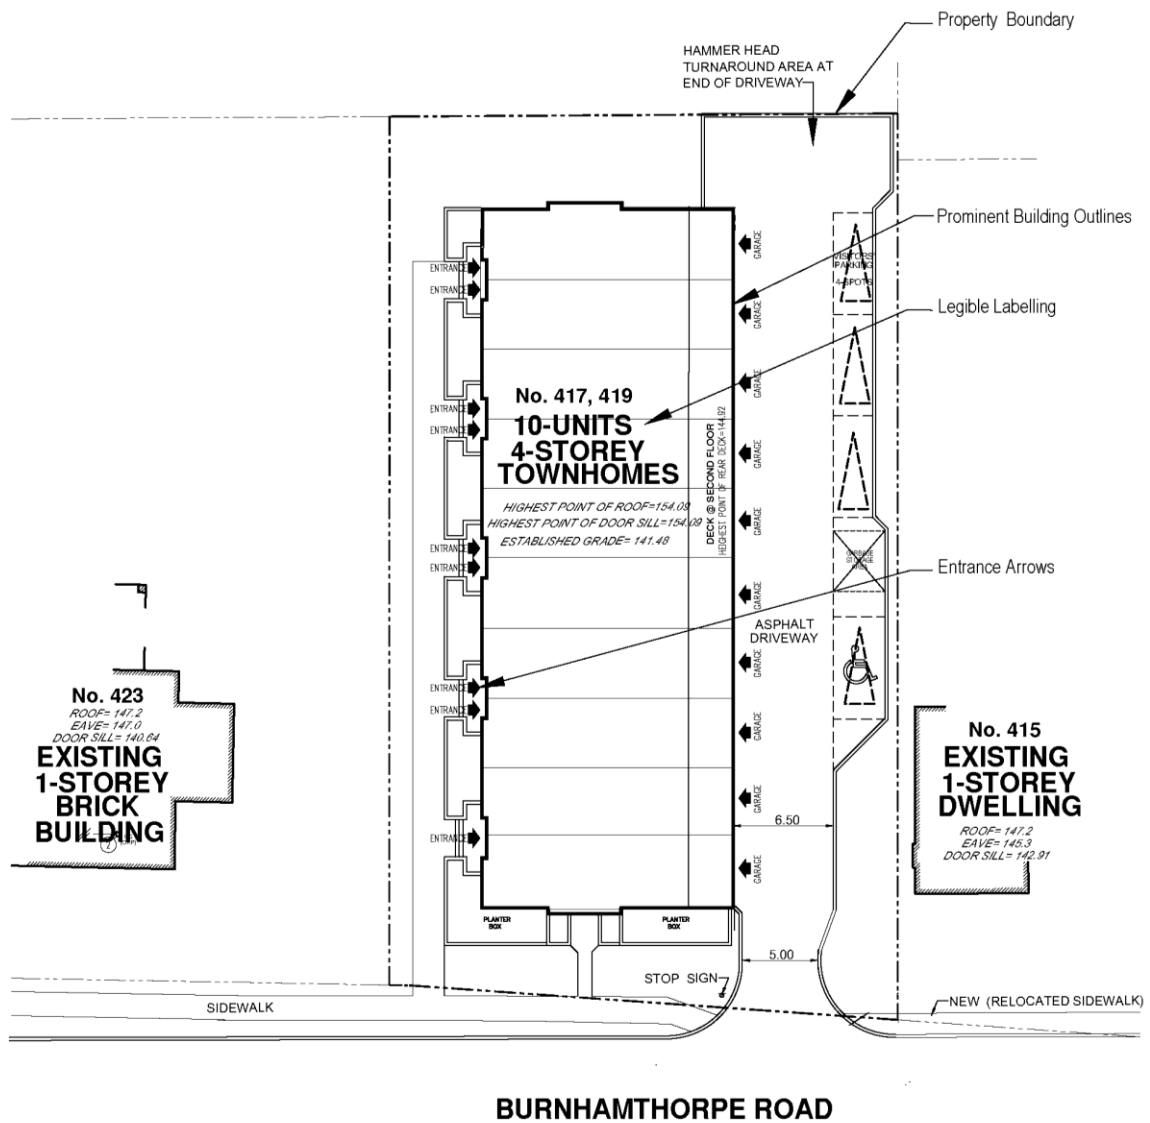 Property Boundary
HAMMER HEAD
TURNAROUND AREA AT
END OF DRIVEWAY
Prominent Building Outlines
Legible Labelling
Entrance Arrows
VISITORS'
PARKING
4-SPOTS
GARAGE
GARAGE
GARAGE
GARAGE
GARAGE
GARAGE
GARAGE
GARAGE
GARAGE
GARAGE
ENTRANCE
ENTRANCE
ENTRANCE
ENTRANCE
ENTRANCE
ENTRANCE
ENTRANCE
ENTRANCE
ENTRANCE
No. 417, 419
10-UNITS
4-STOREY
TOWNHOMES
HIGHEST POINT OF ROOF=154.09
HIGHEST POINT OF DOOR SILL=154.09
ESTABLISHED GRADE= 141.48
DECK @ SECOND FLOOR
HEIGHEST POINT OF REAR DECK=144.92
GARBAGE
STORAGE
AREA
ASPHALT
DRIVEWAY
No. 423
ROOF= 147.2
EAVE= 147.0
DOOR SILL= 140.64
EXISTING
1-STOREY
BRICK
BUILDING
No. 415
EXISTING
1-STOREY
DWELLING
ROOF= 147.2
EAVE= 145.3
DOOR SILL= 142.91
6.50
PLANTER
BOX
PLANTER
BOX
5.00
STOP SIGN
SIDEWALK
NEW (RELOCATED SIDEWALK)
BURNHAMTHORPE ROAD